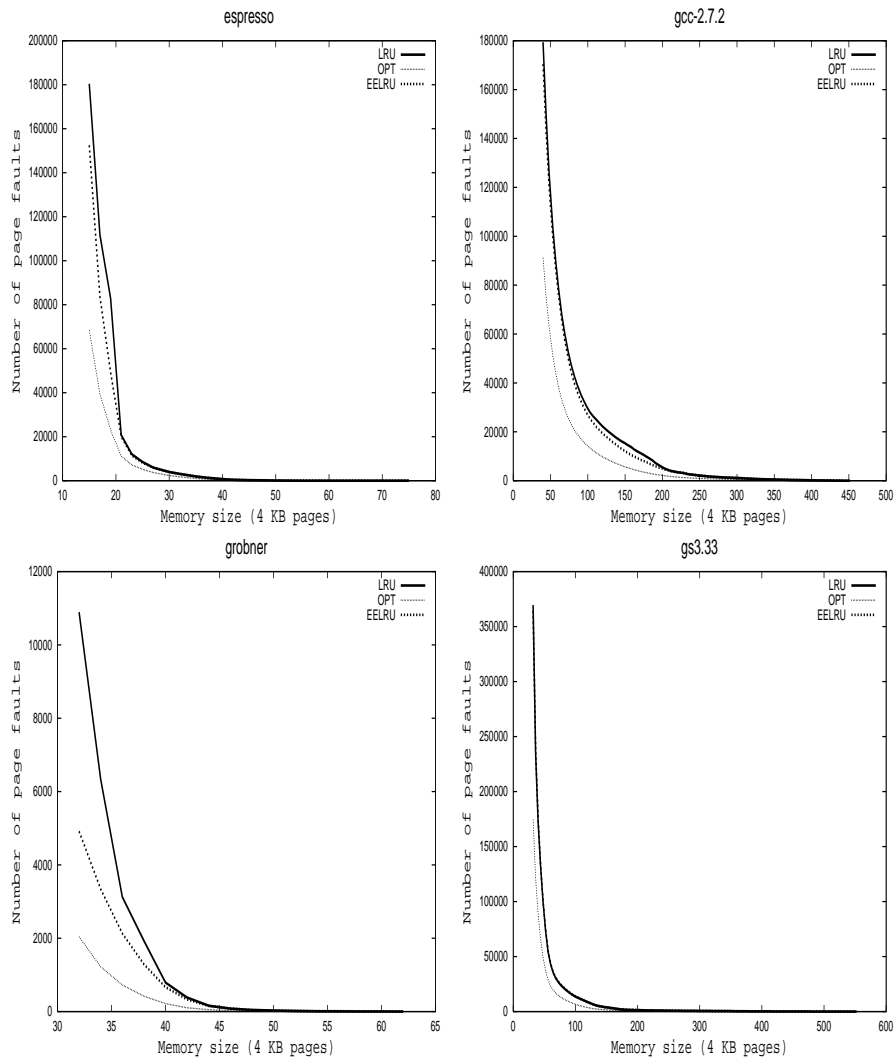 espresso
200000
180000
160000
140000
120000
100000
80000
60000
40000
20000
0
Number of page faults
LRU
OPT
EELRU
10 20 30 40 50 60 70 80
Memory size (4 KB pages)
gcc-2.7.2
180000
160000
140000
120000
100000
80000
60000
40000
20000
0
Number of page faults
LRU
OPT
EELRU
0 50 100 150 200 250 300 350 400 450 500
Memory size (4 KB pages)
grobner
12000
10000
8000
6000
4000
2000
0
Number of page faults
LRU
OPT
EELRU
30 35 40 45 50 55 60 65
Memory size (4 KB pages)
gs3.33
400000
350000
300000
250000
200000
150000
100000
50000
0
Number of page faults
LRU
OPT
EELRU
0 100 200 300 400 500 600
Memory size (4 KB pages)